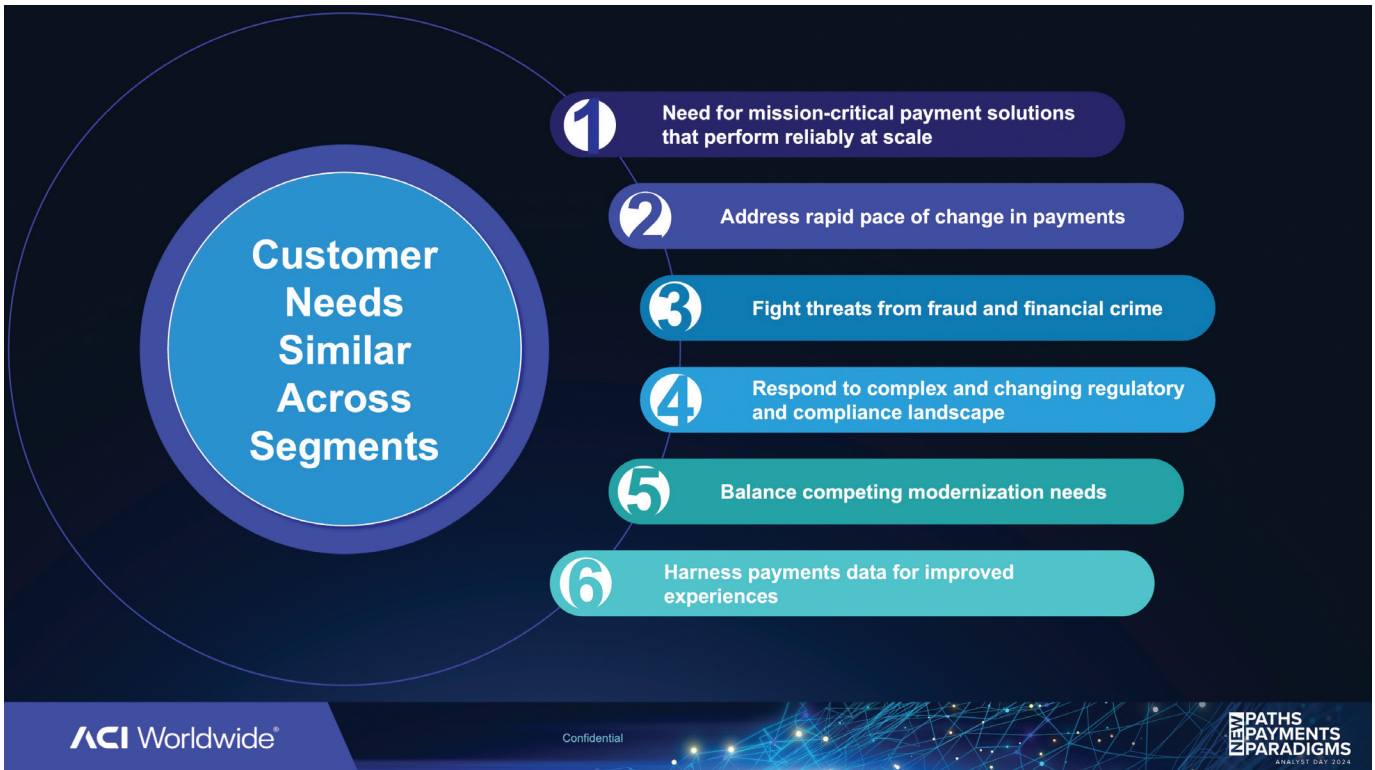 Customer
Needs
Similar
Across
Segments
1
Need for mission-critical payment solutions
that perform reliably at scale
2
Address rapid pace of change in payments
3
Fight threats from fraud and financial crime
4
Respond to complex and changing regulatory
and compliance landscape
5
Balance competing modernization needs
6
Harness payments data for improved
experiences
ACI Worldwide®
Confidential
NEW
PATHS
PAYMENTS
PARADIGMS
ANALYST DAY 2024